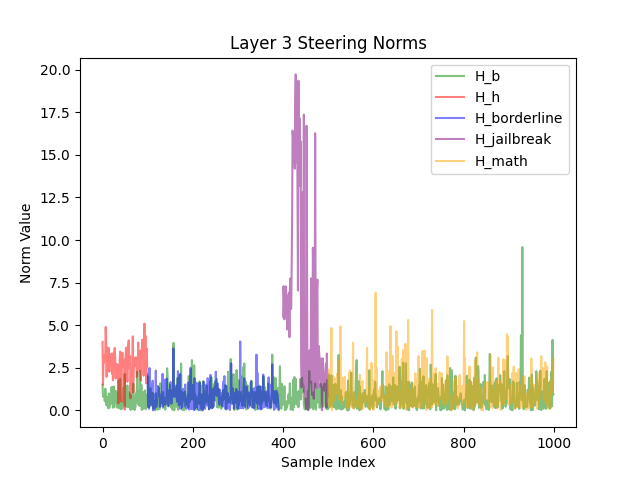 Layer 3 Steering Norms
Norm Value
20.0
17.5
15.0
12.5
10.0
7.5
5.0
2.5
0.0
H_b
H_h
H_borderline
H_jailbreak
H_math
0 200 400 600 800 1000
Sample Index